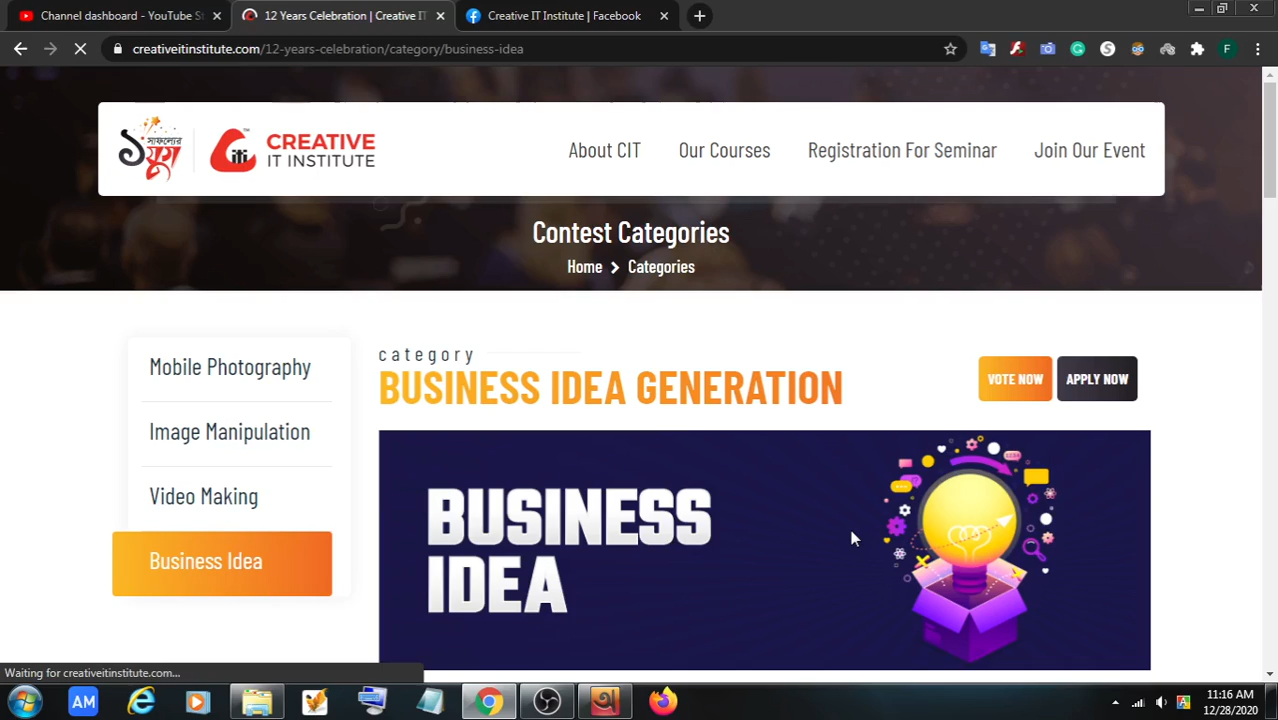 Channel dashboard - YouTube S
12 Years Celebration | Creative IT
Creative IT Institute | Facebook
creativeitinstitute.com/12-years-celebration/category/business-idea
F
সাফল্যের
১ যুগ
CREATIVE
IT INSTITUTE
About CIT
Our Courses
Registration For Seminar
Join Our Event
Contest Categories
Home
Categories
Mobile Photography
Image Manipulation
Video Making
Business Idea
category
BUSINESS IDEA GENERATION
VOTE NOW
APPLY NOW
BUSINESS
IDEA
Waiting for creativeitinstitute.com...
AM
11:16 AM
12/28/2020